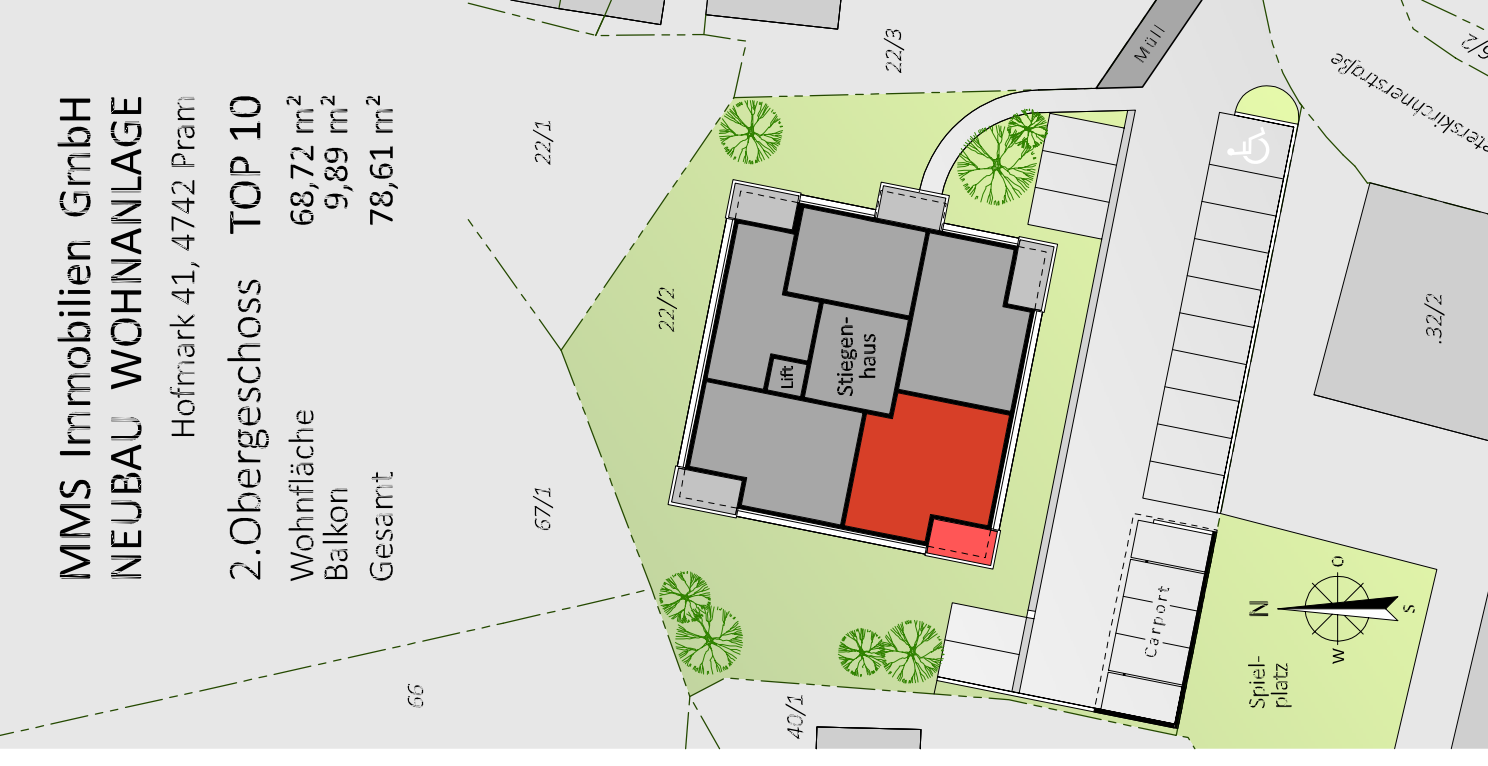 MMS Immobilien GmbH
NEUBAU WOHNANLAGE
Hofmark 41, 4742 Pram
2.Obergeschoss TOP 10
Wohnfläche 68,72 m²
Balkon 9,89 m²
Gesamt 78,61 m²
66
67/1
22/1
22/2
40/1
22/3
Lift
Stiegen-
haus
Müll
Carport
Spiel-
platz
N
O
S
W
.32/2